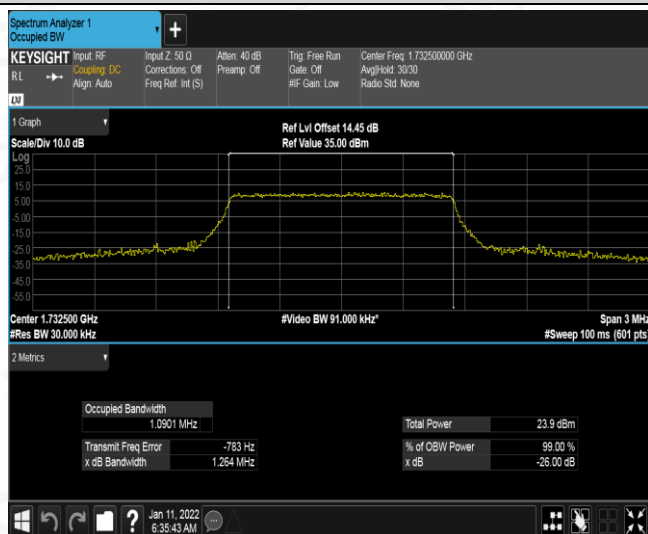 Spectrum Analyzer 1
Occupied BW
+
KEYSIGHT
RL
Input: RF
Coupling: DC
Align: Auto
Input Z: 50 Ω
Corrections: Off
Freq Ref: Int (S)
Atten: 40 dB
Preamp: Off
Trig: Free Run
Gate: Off
#IF Gain: Low
Center Freq: 1.732500000 GHz
Avg|Hold: 30/30
Radio Std: None
LXI
1 Graph
Scale/Div 10.0 dB
Ref Lvl Offset 14.45 dB
Ref Value 35.00 dBm
Log
25.0
15.0
5.00
-5.00
-15.0
-25.0
-35.0
-45.0
-55.0
Center 1.732500 GHz
#Res BW 30.000 kHz
#Video BW 91.000 kHz*
Span 3 MHz
#Sweep 100 ms (601 pts)
2 Metrics
Occupied Bandwidth
1.0901 MHz
Total Power 23.9 dBm
Transmit Freq Error -783 Hz
% of OBW Power 99.00 %
x dB Bandwidth 1.264 MHz
x dB -26.00 dB
?
Jan 11, 2022
6:35:43 AM